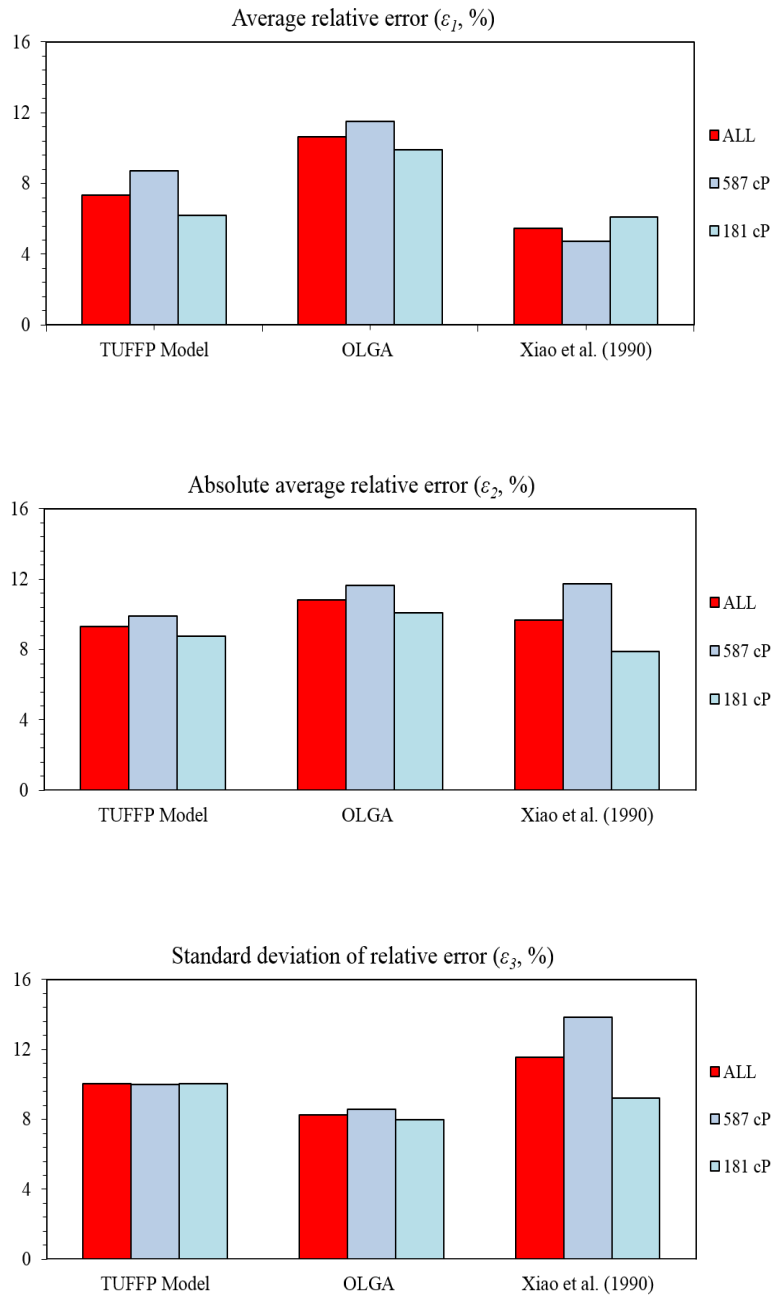 Average relative error (ε1, %)
16
12
8
4
0
TUFFP Model OLGA Xiao et al. (1990)
ALL
587 cP
181 cP
Absolute average relative error (ε2, %)
16
12
8
4
0
TUFFP Model OLGA Xiao et al. (1990)
ALL
587 cP
181 cP
Standard deviation of relative error (ε3, %)
16
12
8
4
0
TUFFP Model OLGA Xiao et al. (1990)
ALL
587 cP
181 cP